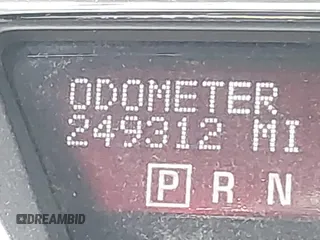 ODOMETER
249312 MI
P R N
DREAMBID